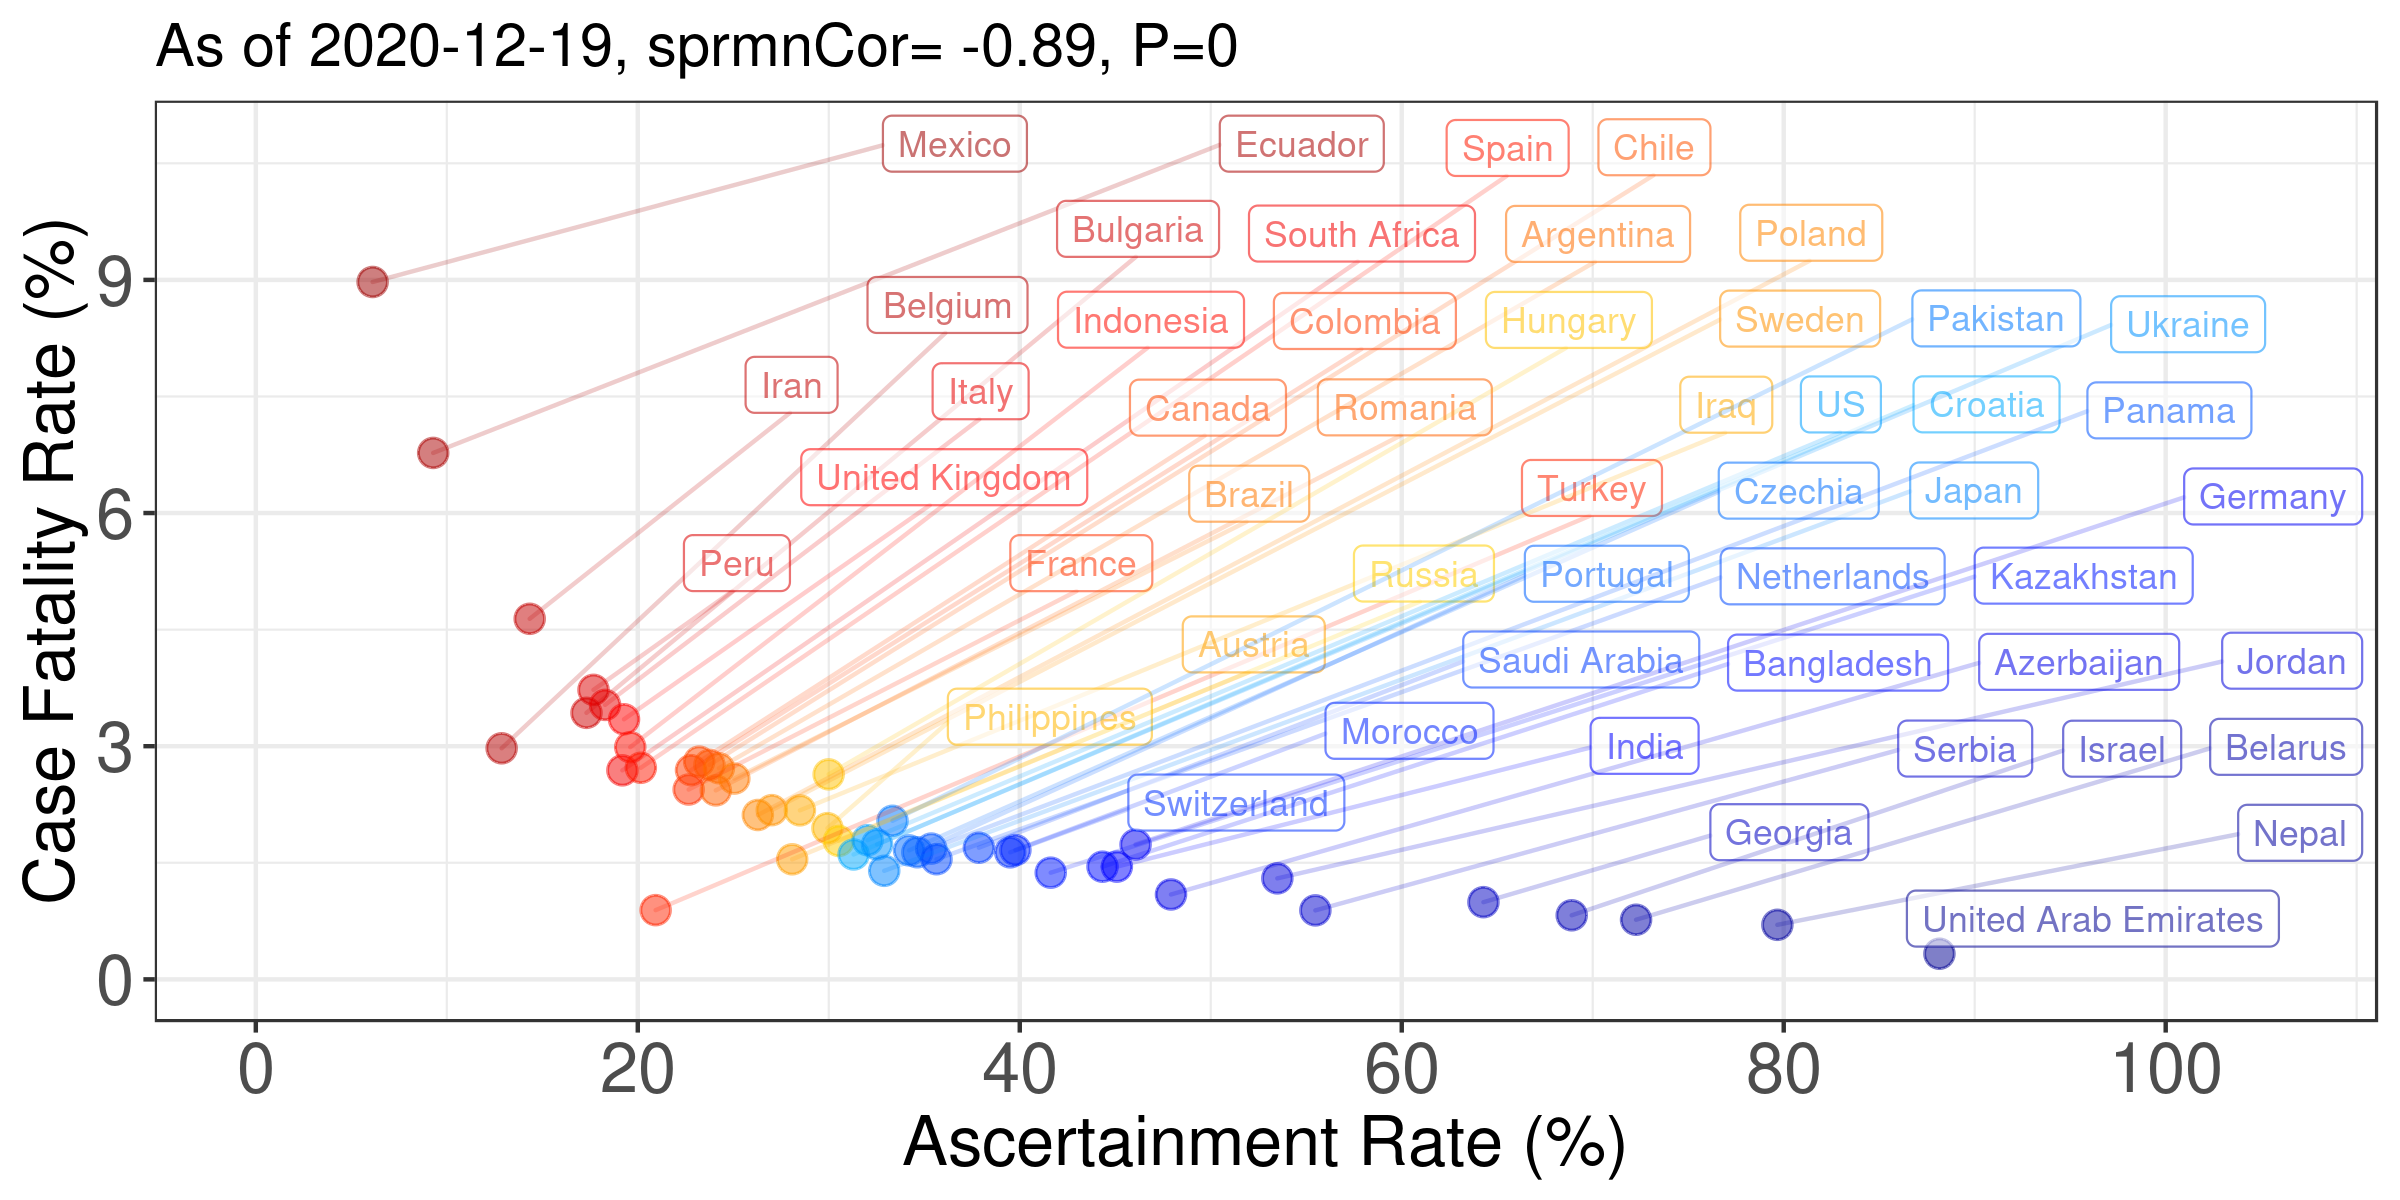 As of 2020-12-19, sprmnCor= -0.89, P=0
Case Fatality Rate (%)
9
6
3
0
Mexico
Ecuador
Spain
Chile
Bulgaria
South Africa
Argentina
Poland
Belgium
Indonesia
Colombia
Hungary
Sweden
Pakistan
Ukraine
Iran
Italy
Canada
Romania
Iraq
US
Croatia
Panama
United Kingdom
Brazil
Turkey
Czechia
Japan
Germany
Peru
France
Russia
Portugal
Netherlands
Kazakhstan
Austria
Saudi Arabia
Bangladesh
Azerbaijan
Jordan
Philippines
Morocco
India
Serbia
Israel
Belarus
Switzerland
Georgia
Nepal
United Arab Emirates
0
20
40
60
80
100
Ascertainment Rate (%)